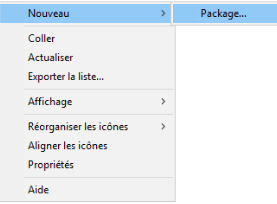 Nouveau > Package...
Coller
Actualiser
Exporter la liste...
Affichage >
Réorganiser les icônes >
Aligner les icônes
Propriétés
Aide